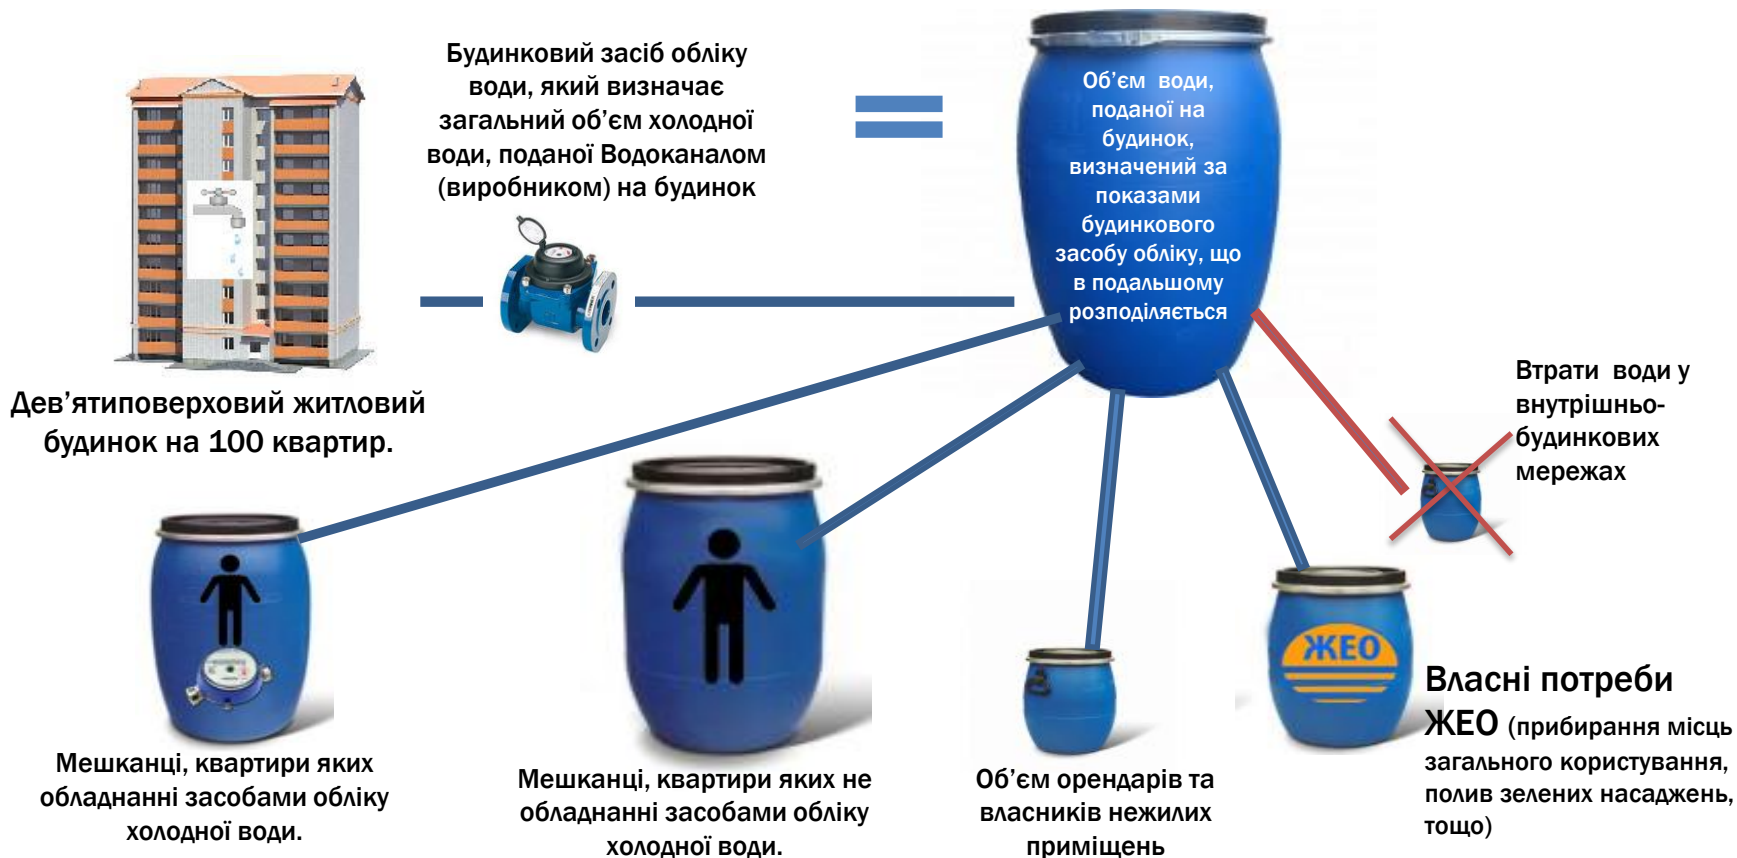 Будинковий засіб обліку
води, який визначає
загальний об’єм холодної
води, поданої Водоканалом
(виробником) на будинок
Об’єм води,
поданої на
будинок,
визначений за
показами
будинкового
засобу обліку, що
в подальшому
розподіляється
Дев’ятиповерховий житловий
будинок на 100 квартир.
Втрати води у
внутрішньо-
будинкових
мережах
ЖЕО
Мешканці, квартири яких
обладнанні засобами обліку
холодної води.
Мешканці, квартири яких не
обладнанні засобами обліку
холодної води.
Об’єм орендарів та
власників нежилих
приміщень
Власні потреби
ЖЕО (прибирання місць
загального користування,
полив зелених насаджень,
тощо)